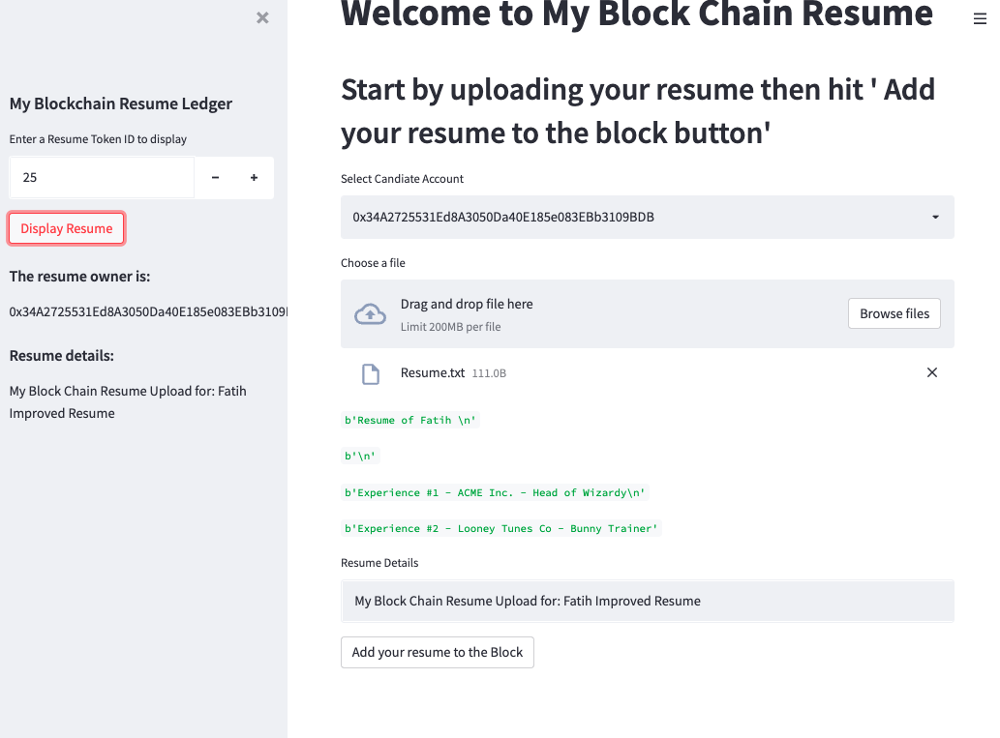 My Blockchain Resume Ledger
Enter a Resume Token ID to display
25
Display Resume
The resume owner is:
0x34A2725531Ed8A3050Da40E185e083EBb3109
Resume details:
My Block Chain Resume Upload for: Fatih
Improved Resume
Welcome to My Block Chain Resume
Start by uploading your resume then hit ' Add
your resume to the block button'
Select Candiate Account
0x34A2725531Ed8A3050Da40E185e083EBb3109BDB
Choose a file
Drag and drop file here
Limit 200MB per file
Browse files
Resume.txt 111.0B
b'Resume of Fatih \n'
b'\n'
b'Experience #1 - ACME Inc. - Head of Wizardy\n'
b'Experience #2 - Looney Tunes Co - Bunny Trainer'
Resume Details
My Block Chain Resume Upload for: Fatih Improved Resume
Add your resume to the Block